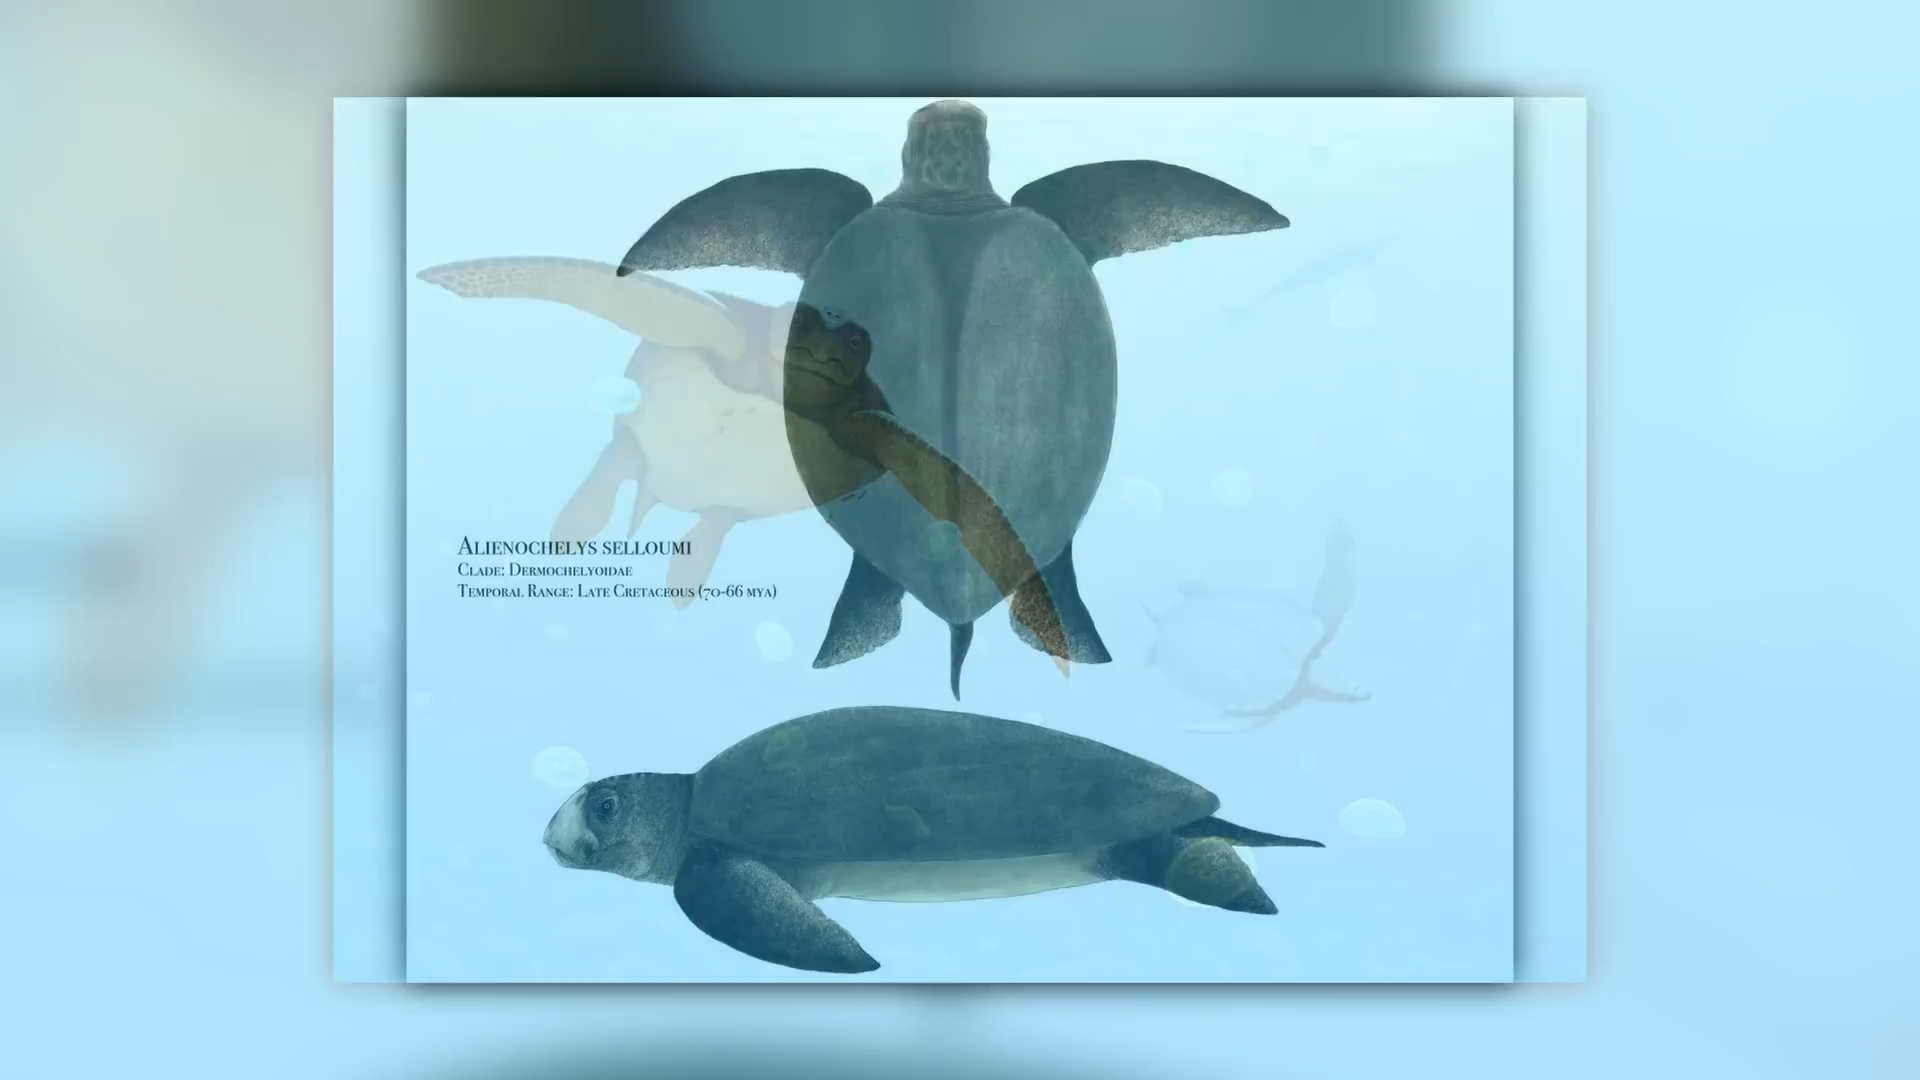 Alienochelys selloumi
Clade: Dermochelyoidae
Temporal Range: Late Cretaceous (70-66 mya)